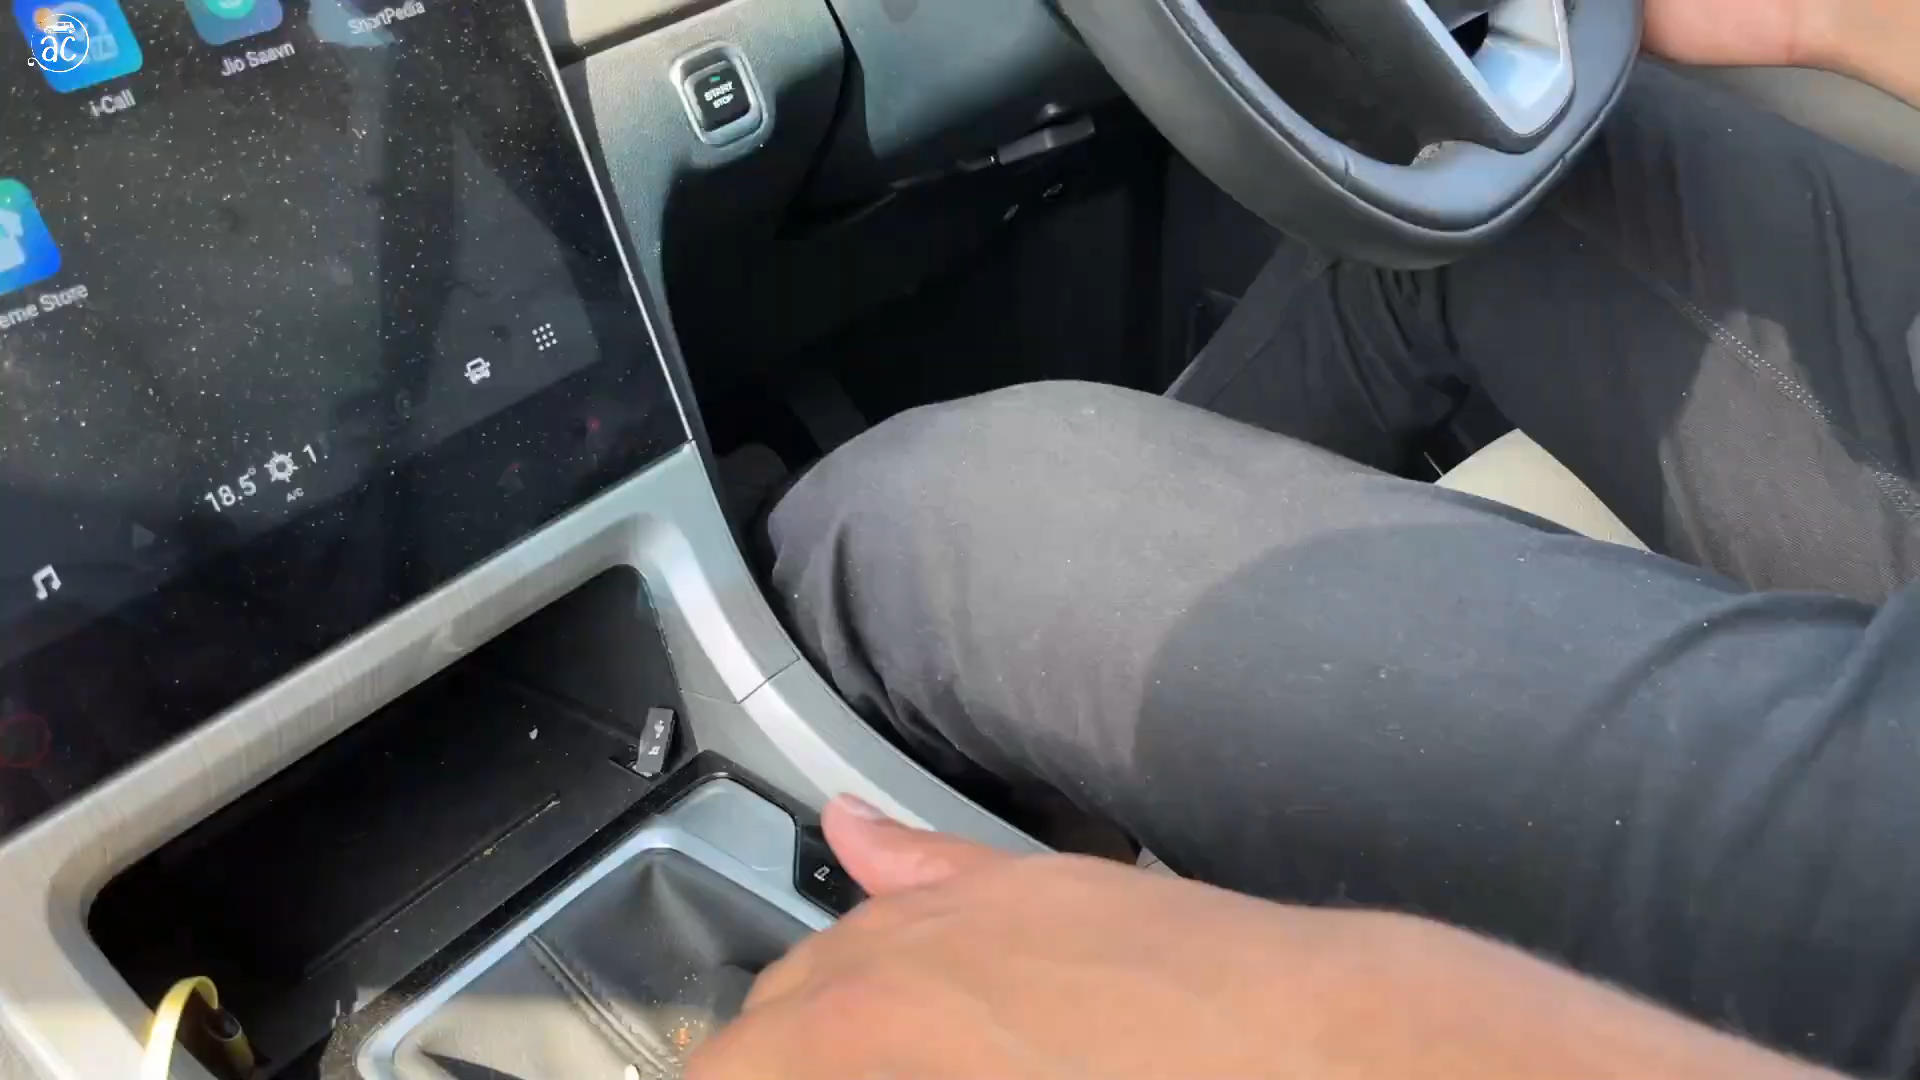 ac
i-Call
Jio Saavn
SmartPedia
START
STOP
eme Store
18.5° 1
A/C